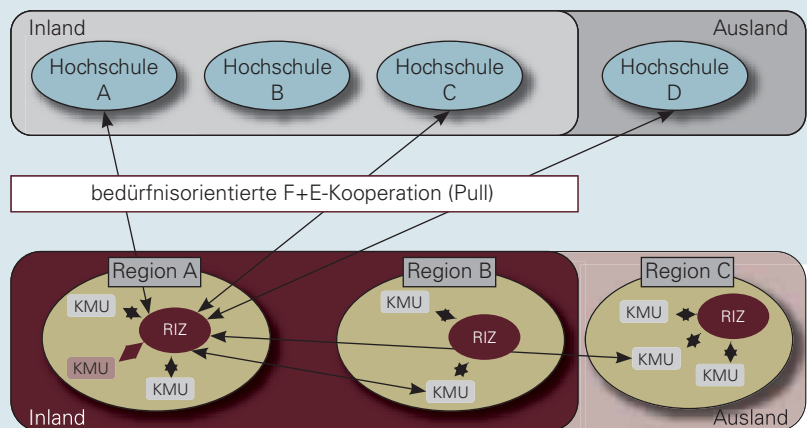 Inland
Ausland
Hochschule
A
Hochschule
B
Hochschule
C
Hochschule
D
bedürfnisorientierte F+E-Kooperation (Pull)
Region A
Region B
Region C
KMU
RIZ
KMU
KMU
KMU
RIZ
KMU
KMU
RIZ
KMU
KMU
Inland
Ausland